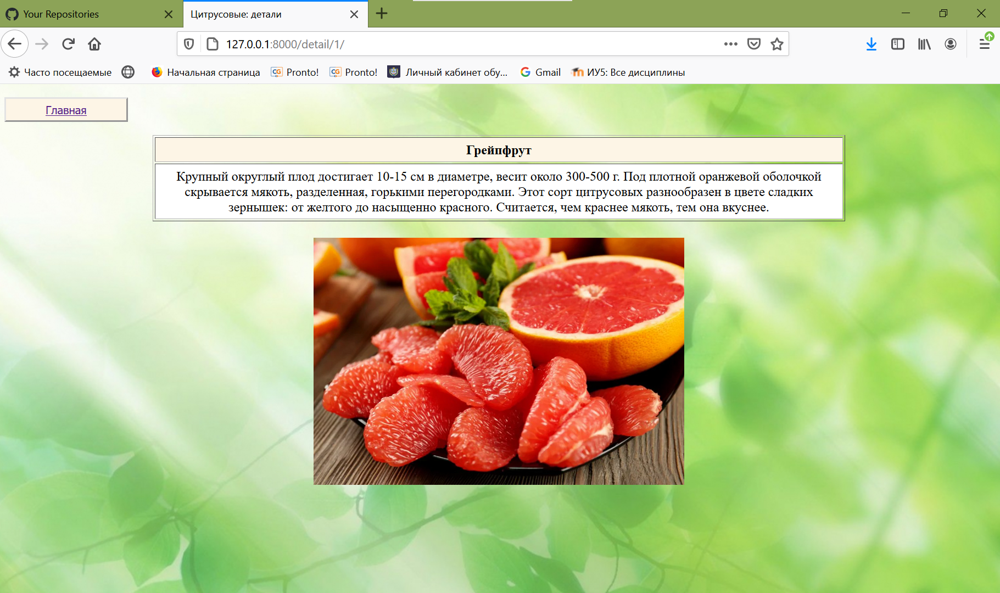 Your Repositories
Цитрусовые: детали
127.0.0.1:8000/detail/1/
Часто посещаемые
Начальная страница
CG Pronto!
CG Pronto!
Личный кабинет обу...
Gmail
ИУ5: Все дисциплины
Главная
Грейпфрут
Крупный округлый плод достигает 10-15 см в диаметре, весит около 300-500 г. Под плотной оранжевой оболочкой
скрывается мякоть, разделенная, горькими перегородками. Этот сорт цитрусовых разнообразен в цвете сладких
зернышек: от желтого до насыщенно красного. Считается, чем краснее мякоть, тем она вкуснее.